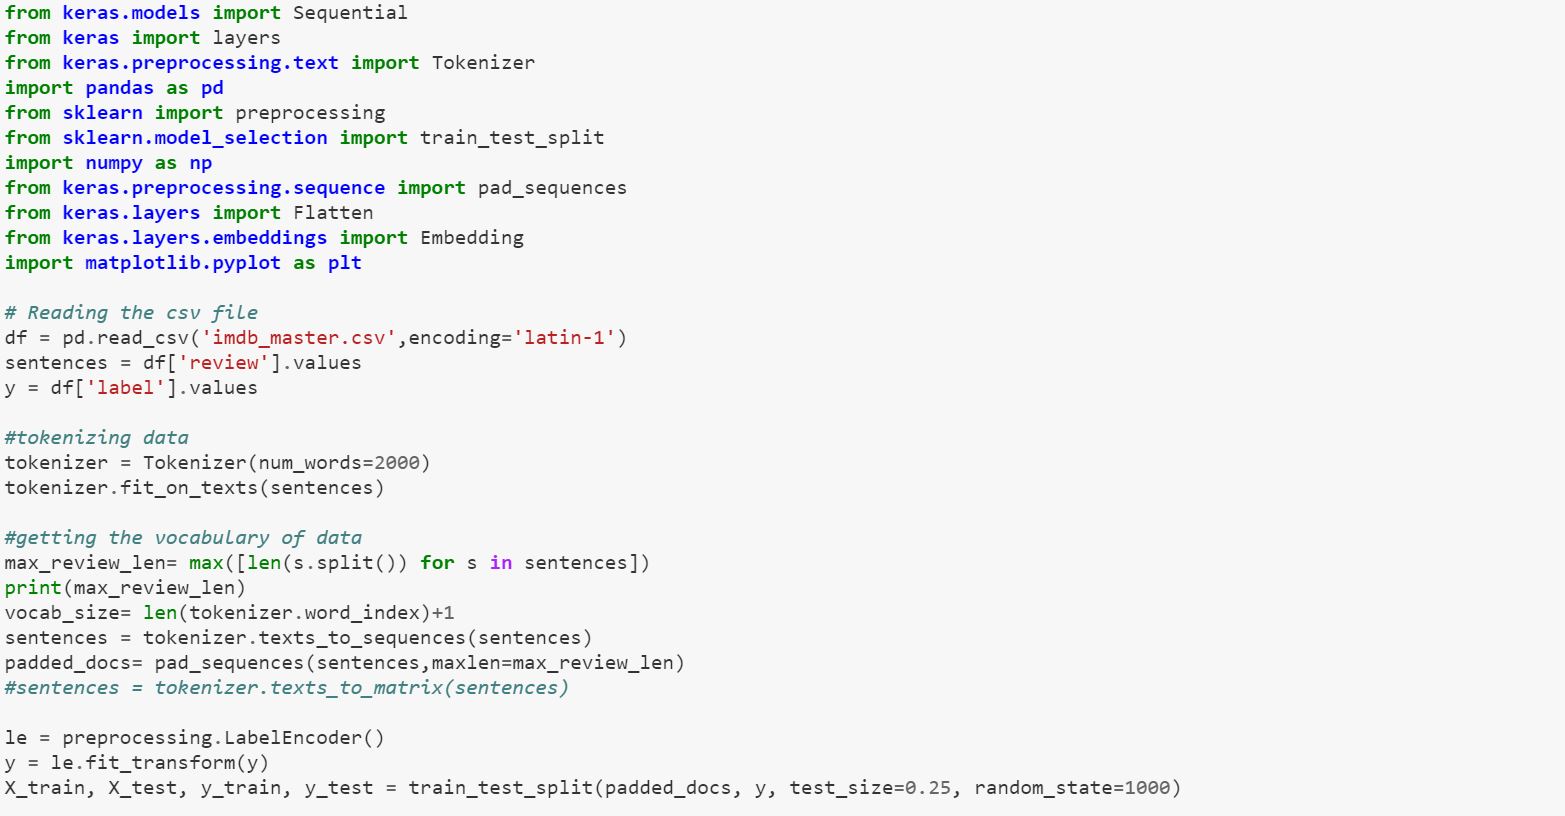 from keras.models import Sequential
from keras import layers
from keras.preprocessing.text import Tokenizer
import pandas as pd
from sklearn import preprocessing
from sklearn.model_selection import train_test_split
import numpy as np
from keras.preprocessing.sequence import pad_sequences
from keras.layers import Flatten
from keras.layers.embeddings import Embedding
import matplotlib.pyplot as plt

# Reading the csv file
df = pd.read_csv('imdb_master.csv',encoding='latin-1')
sentences = df['review'].values
y = df['label'].values

#tokenizing data
tokenizer = Tokenizer(num_words=2000)
tokenizer.fit_on_texts(sentences)

#getting the vocabulary of data
max_review_len= max([len(s.split()) for s in sentences])
print(max_review_len)
vocab_size= len(tokenizer.word_index)+1
sentences = tokenizer.texts_to_sequences(sentences)
padded_docs= pad_sequences(sentences,maxlen=max_review_len)
#sentences = tokenizer.texts_to_matrix(sentences)

le = preprocessing.LabelEncoder()
y = le.fit_transform(y)
X_train, X_test, y_train, y_test = train_test_split(padded_docs, y, test_size=0.25, random_state=1000)